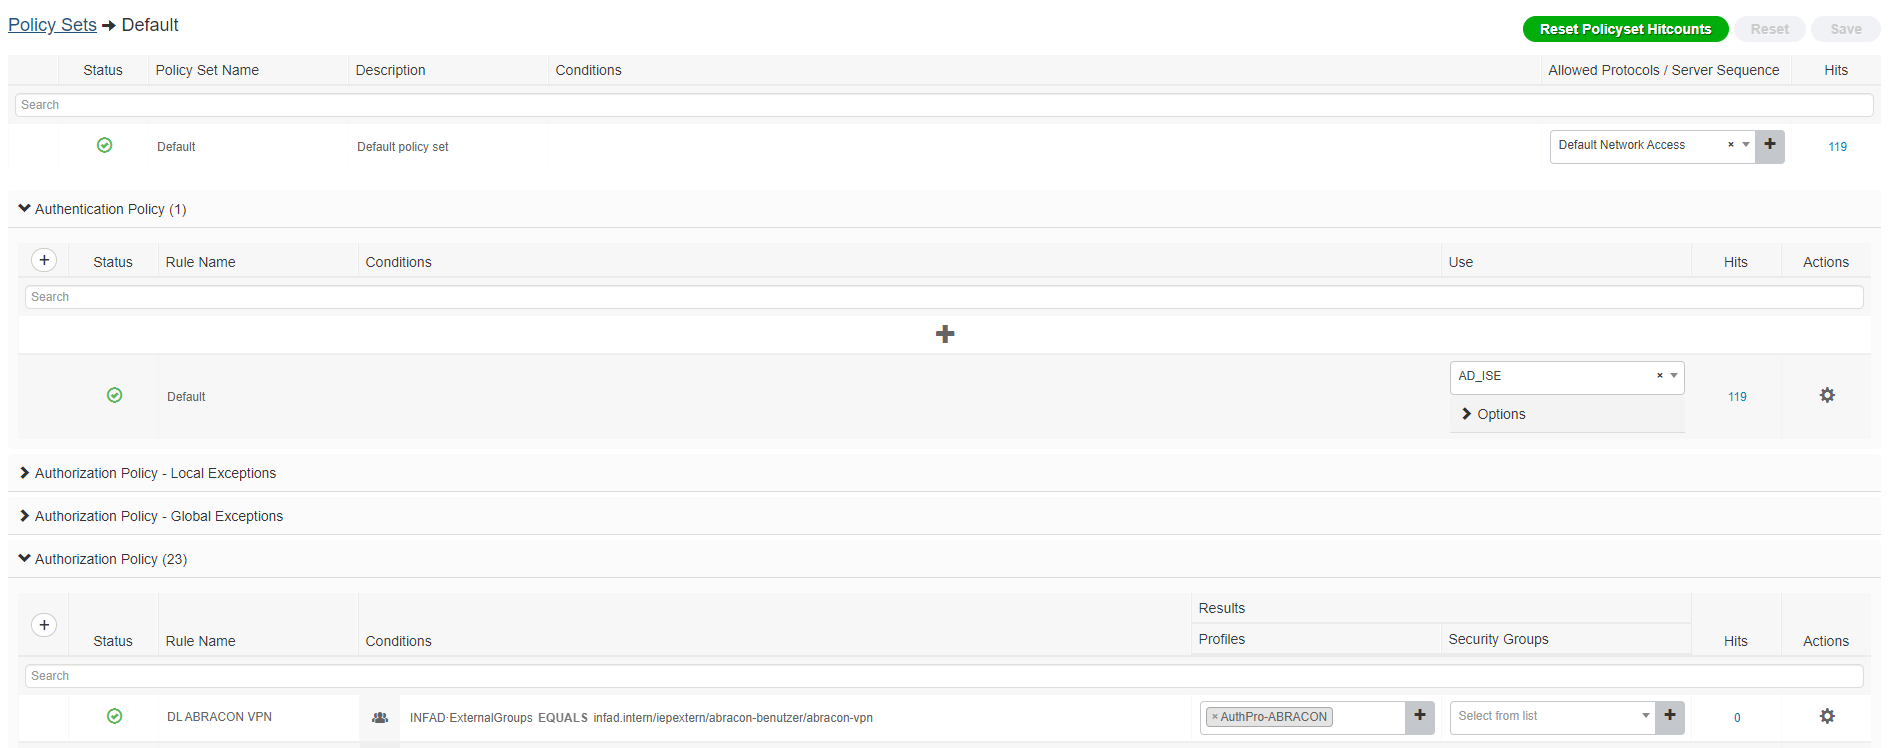 Policy Sets → Default
Reset Policyset Hitcounts Reset Save
Status Policy Set Name Description Conditions Allowed Protocols / Server Sequence Hits
Search
Default Default policy set Default Network Access × 119
Authentication Policy (1)
Status Rule Name Conditions Use Hits Actions
Search
Default AD_ISE × 119
Options
Authorization Policy - Local Exceptions
Authorization Policy - Global Exceptions
Authorization Policy (23)
Results
Status Rule Name Conditions Profiles Security Groups Hits Actions
Search
DL ABRACON VPN INFAD·ExternalGroups EQUALS infad.intern/iepextern/abracon-benutzer/abracon-vpn × AuthPro-ABRACON Select from list 0